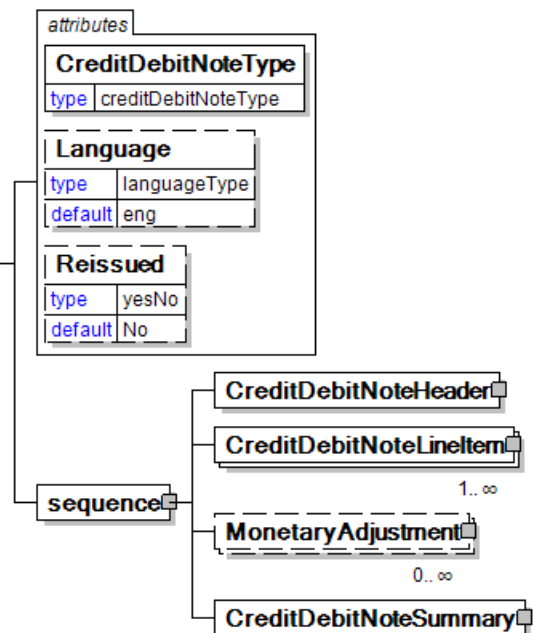 attributes
CreditDebitNoteType
type creditDebitNoteType
Language
type languageType
default eng
Reissued
type yesNo
default No
CreditDebitNoteHeader
CreditDebitNoteLineItem
1..∞
sequence
MonetaryAdjustment
0..∞
CreditDebitNoteSummary